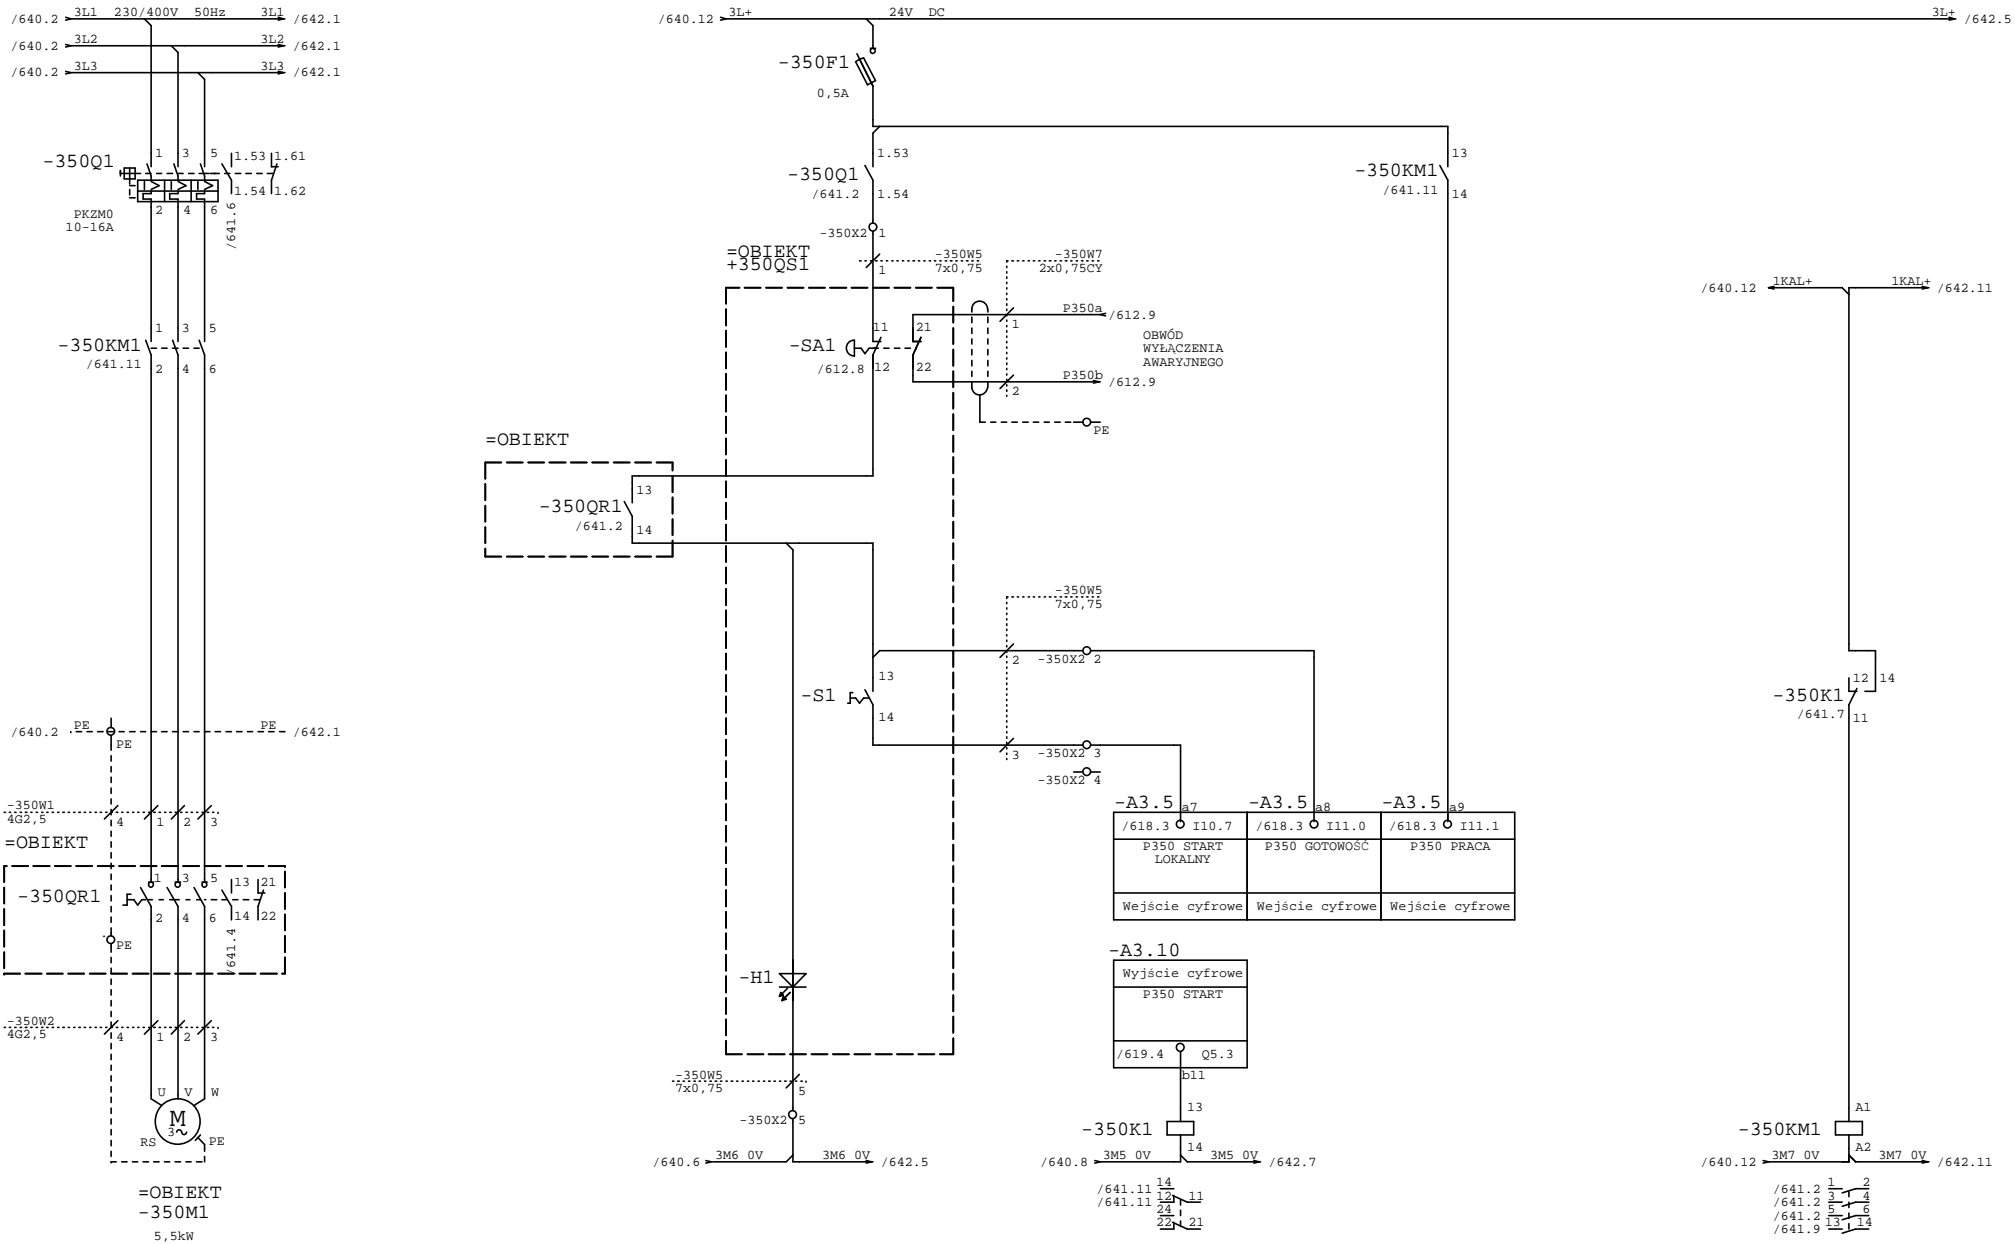 /640.2 3L1 230/400V 50Hz 3L1 /642.1
/640.2 3L2 3L2 /642.1
/640.2 3L3 3L3 /642.1
/640.12 3L+ 24V DC 3L+ /642.5
-350F1
0,5A
-350Q1
1 3 5 1.53 1.61
1.54 1.62
2 4 6
/641.6
PKZM0
10-16A
1.53
-350Q1
/641.2 1.54
-350X2 1
13
-350KM1
/641.11 14
=OBIEKT
+350QS1
1
-350W5
7x0,75
-350W7
2x0,75CY
/640.12 1KAL+ 1KAL+ /642.11
P350a /612.9
1
OBWÓD
WYŁĄCZENIA
AWARYJNEGO
1 3 5
-350KM1
/641.11
2 4 6
11 21
-SA1
/612.8 12 22
P350b /612.9
2
PE
=OBIEKT
13
-350QR1
/641.2 14
-350W5
7x0,75
2 -350X2 2
13
-S1
14
3 -350X2 3
-350X2 4
12 14
-350K1
/641.7 11
/640.2 PE PE /642.1
PE
-350W1
4G2,5
4 1 2 3
=OBIEKT
-350QR1
1 3 5 13 21
2 4 6 14 22
/641.4
PE
-350W2
4G2,5
4 1 2 3
U V W
M
3
RS PE
=OBIEKT
-350M1
5,5kW
-A3.5 a7 -A3.5 a8 -A3.5 a9
/618.3 I10.7 /618.3 I11.0 /618.3 I11.1
P350 START
LOKALNY
P350 GOTOWOŚĆ
P350 PRACA
Wejście cyfrowe Wejście cyfrowe Wejście cyfrowe
-A3.10
Wyjście cyfrowe
P350 START
/619.4 Q5.3
b11
-H1
-350W5
7x0,75
5
-350X2 5
/640.6 3M6 0V 3M6 0V /642.5
13
-350K1
14
/640.8 3M5 0V 3M5 0V /642.7
/641.11 14
/641.11 12 11
24
22 21
A1
-350KM1
A2
/640.12 3M7 0V 3M7 0V /642.11
/641.2 1 2
/641.2 3 4
/641.2 5 6
/641.9 13 14